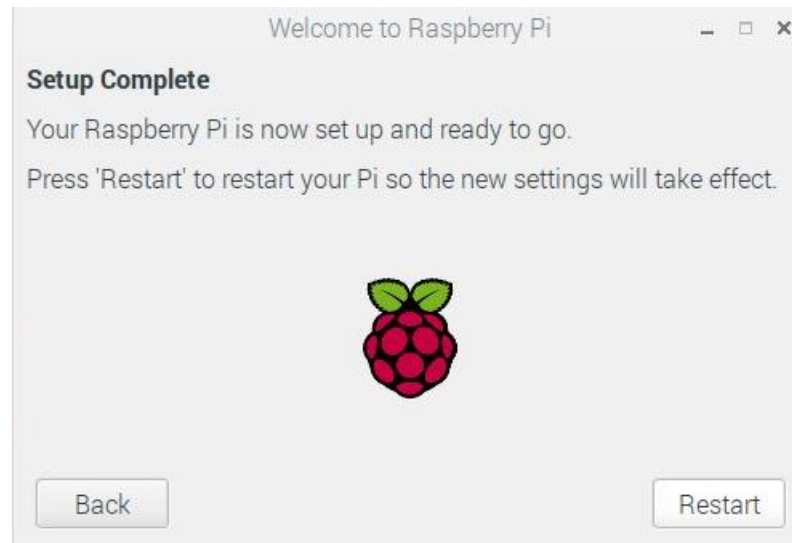 Welcome to Raspberry Pi
Setup Complete
Your Raspberry Pi is now set up and ready to go.
Press 'Restart' to restart your Pi so the new settings will take effect.
Back
Restart